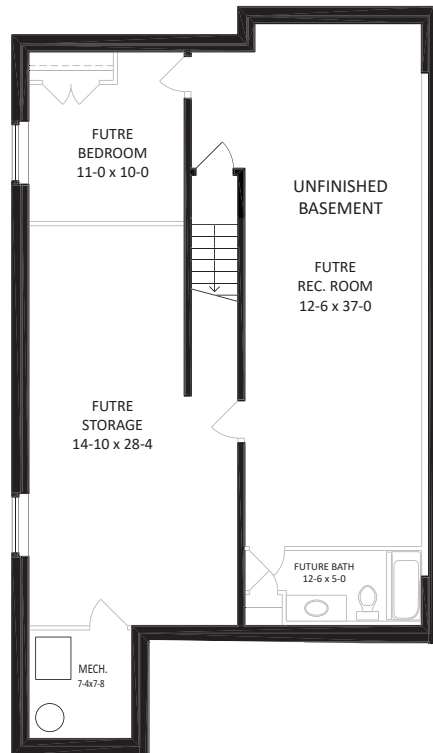 FUTRE
BEDROOM
11-0 x 10-0
UNFINISHED
BASEMENT
FUTRE
REC. ROOM
12-6 x 37-0
FUTRE
STORAGE
14-10 x 28-4
FUTURE BATH
12-6 x 5-0
MECH.
7-4x7-8